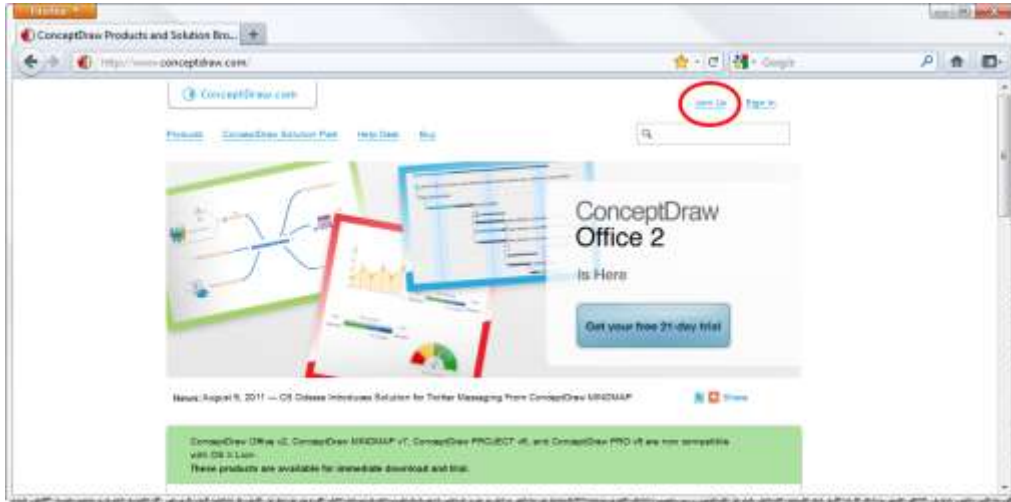 Firefox
ConceptDraw Products and Solution Bro...
http://www.conceptdraw.com/
Google
ConceptDraw.com
Join Us Sign In
Products ConceptDraw Solution Park Help Desk Buy
ConceptDraw
Office 2
Is Here
Get your free 21-day trial
News: August 9, 2011 — CS Odessa Introduces Solution for Twitter Messaging From ConceptDraw MINDMAP
Share
ConceptDraw Office v2, ConceptDraw MINDMAP v7, ConceptDraw PROJECT v6, and ConceptDraw PRO v9 are now compatible
with OS X Lion
These products are available for immediate download and trial.